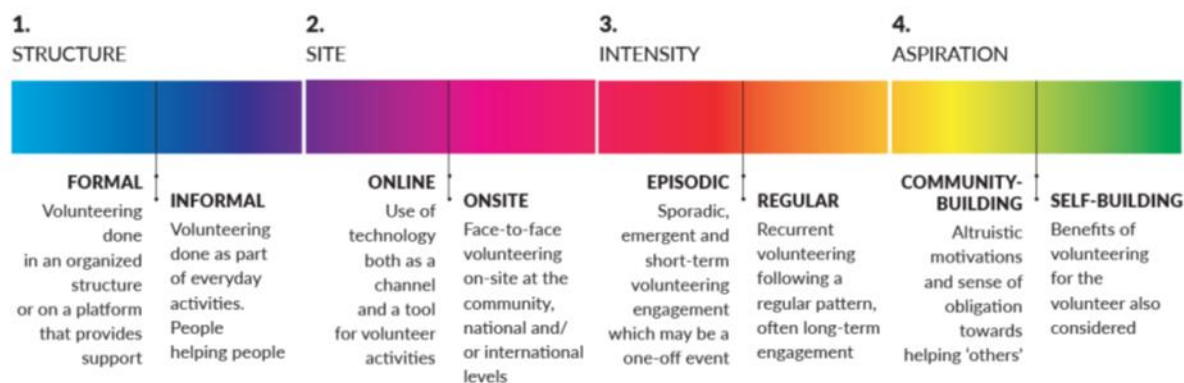 1.
STRUCTURE
FORMAL
Volunteering
done
in an organized
structure
or on a platform
that provides
support
INFORMAL
Volunteering
done as part
of everyday
activities.
People
helping people
2.
SITE
ONLINE
Use of
technology
both as a
channel
and a tool
for volunteer
activities
ONSITE
Face-to-face
volunteering
on-site at the
community,
national and/
or international
levels
3.
INTENSITY
EPISODIC
Sporadic,
emergent and
short-term
volunteering
engagement
which may be a
one-off event
REGULAR
Recurrent
volunteering
following a
regular pattern,
often long-term
engagement
4.
ASPIRATION
COMMUNITY-
BUILDING
Altruistic
motivations
and sense of
obligation
towards
helping 'others'
SELF-BUILDING
Benefits of
volunteering
for the
volunteer also
considered